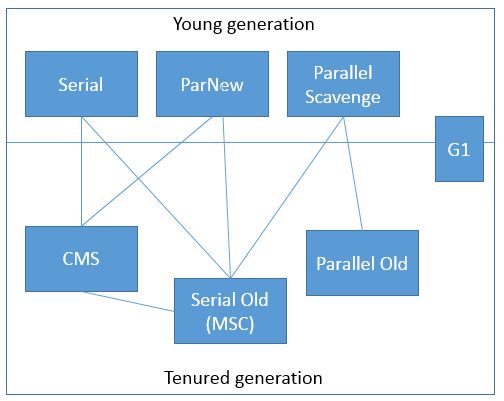 Young generation
Serial
ParNew
Parallel
Scavenge
G1
CMS
Serial Old
(MSC)
Parallel Old
Tenured generation